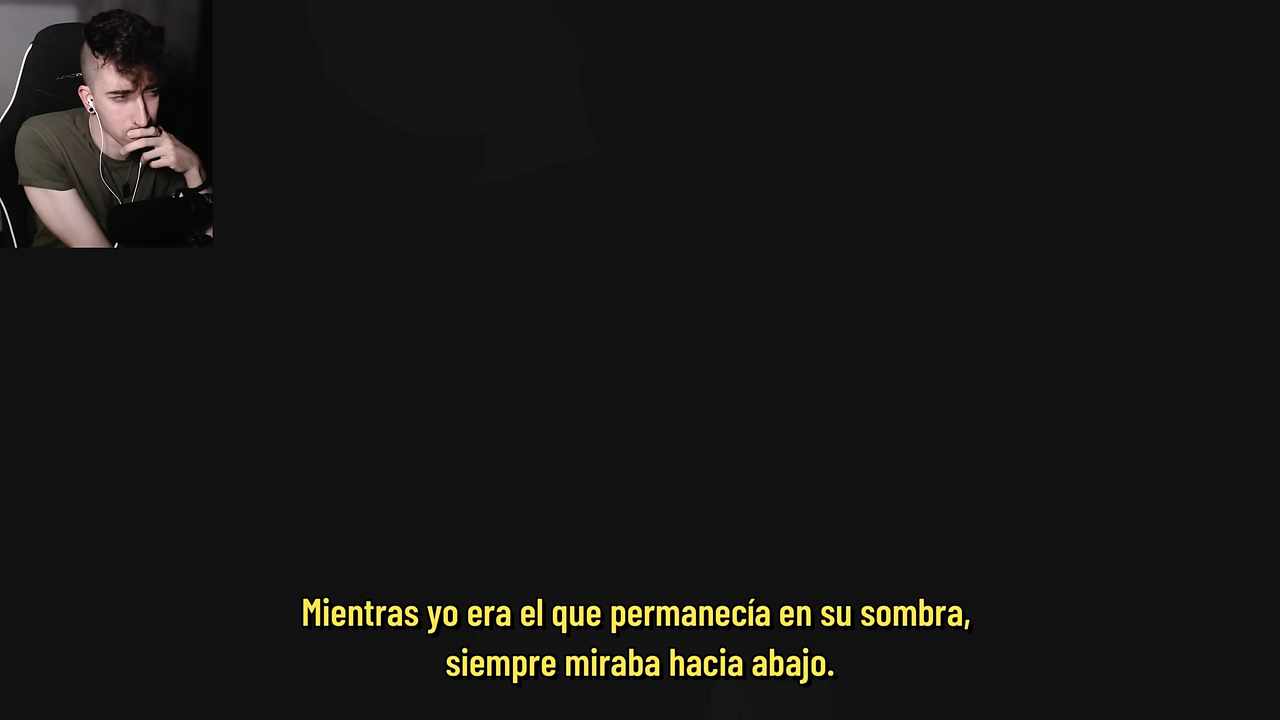 Mientras yo era el que permanecía en su sombra,
siempre miraba hacia abajo.